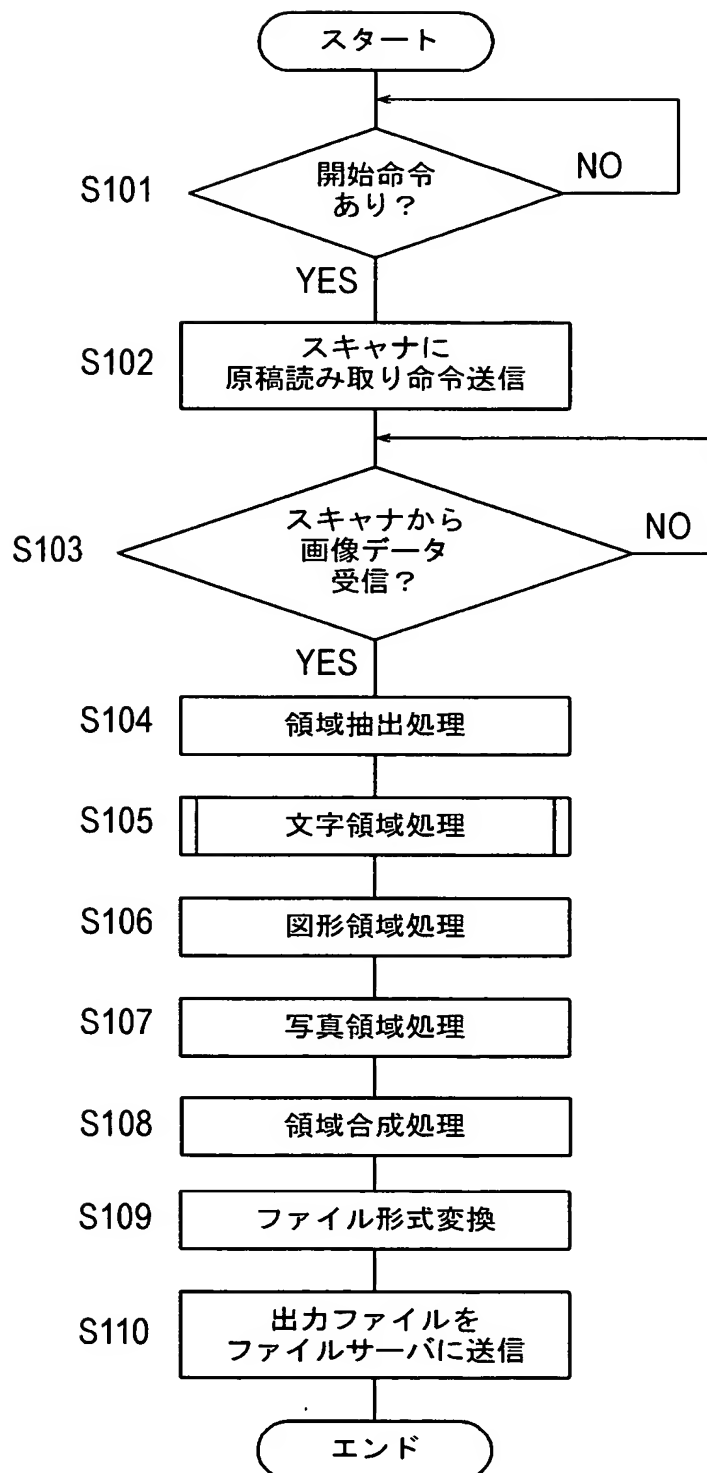 スタート
S101
開始命令
あり？
NO
YES
S102
スキャナに
原稿読み取り命令送信
S103
スキャナから
画像データ
受信？
NO
YES
S104
領域抽出処理
S105
文字領域処理
S106
図形領域処理
S107
写真領域処理
S108
領域合成処理
S109
ファイル形式変換
S110
出力ファイルを
ファイルサーバに送信
エンド